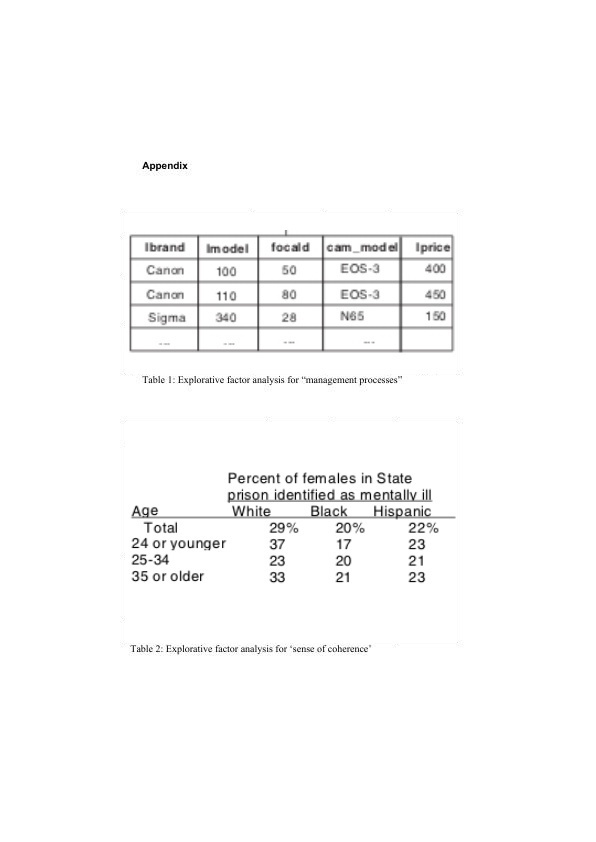 Appendix
lbrand lmodel focald cam_model lprice
Canon 100 50 EOS-3 400
Canon 110 80 EOS-3 450
Sigma 340 28 N65 150
... ... ... ...
Table 1: Explorative factor analysis for “management processes”
Percent of females in State
prison identified as mentally ill
Age White Black Hispanic
Total 29% 20% 22%
24 or younger 37 17 23
25-34 23 20 21
35 or older 33 21 23
Table 2: Explorative factor analysis for ‘sense of coherence’